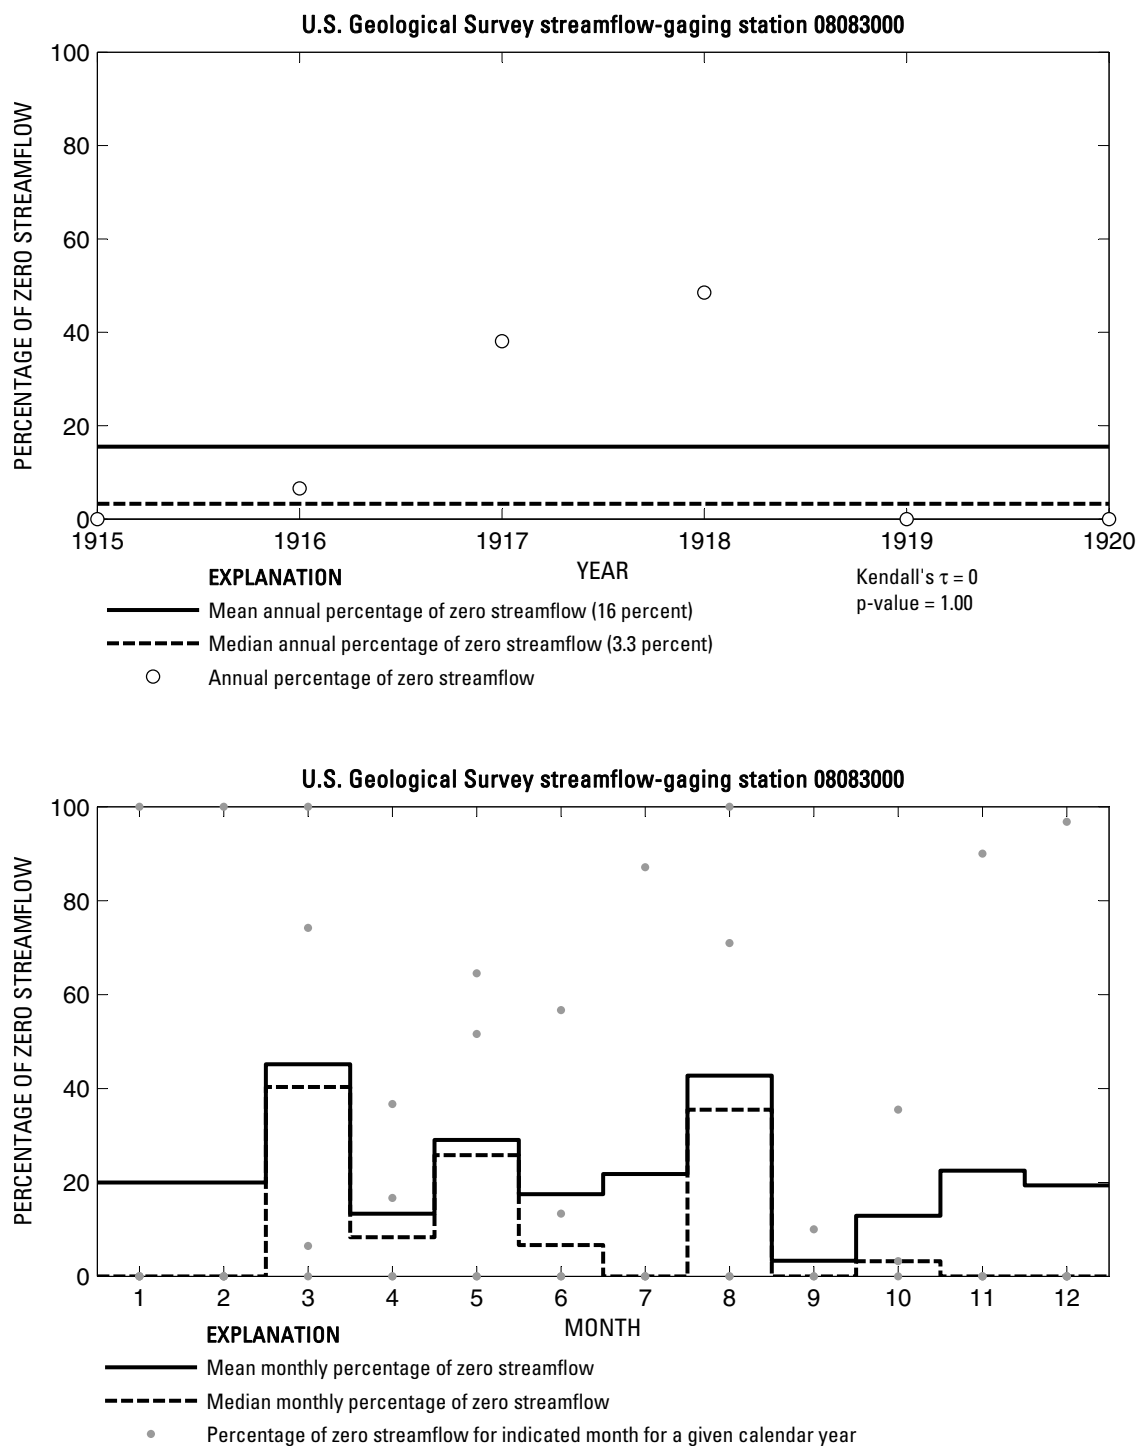 U.S. Geological Survey streamflow-gaging station 08083000
PERCENTAGE OF ZERO STREAMFLOW
100
80
60
40
20
0
1915 1916 1917 1918 1919 1920
YEAR
EXPLANATION
Mean annual percentage of zero streamflow (16 percent)
Median annual percentage of zero streamflow (3.3 percent)
Annual percentage of zero streamflow
Kendall's τ = 0
p-value = 1.00
U.S. Geological Survey streamflow-gaging station 08083000
PERCENTAGE OF ZERO STREAMFLOW
100
80
60
40
20
0
1 2 3 4 5 6 7 8 9 10 11 12
MONTH
EXPLANATION
Mean monthly percentage of zero streamflow
Median monthly percentage of zero streamflow
Percentage of zero streamflow for indicated month for a given calendar year